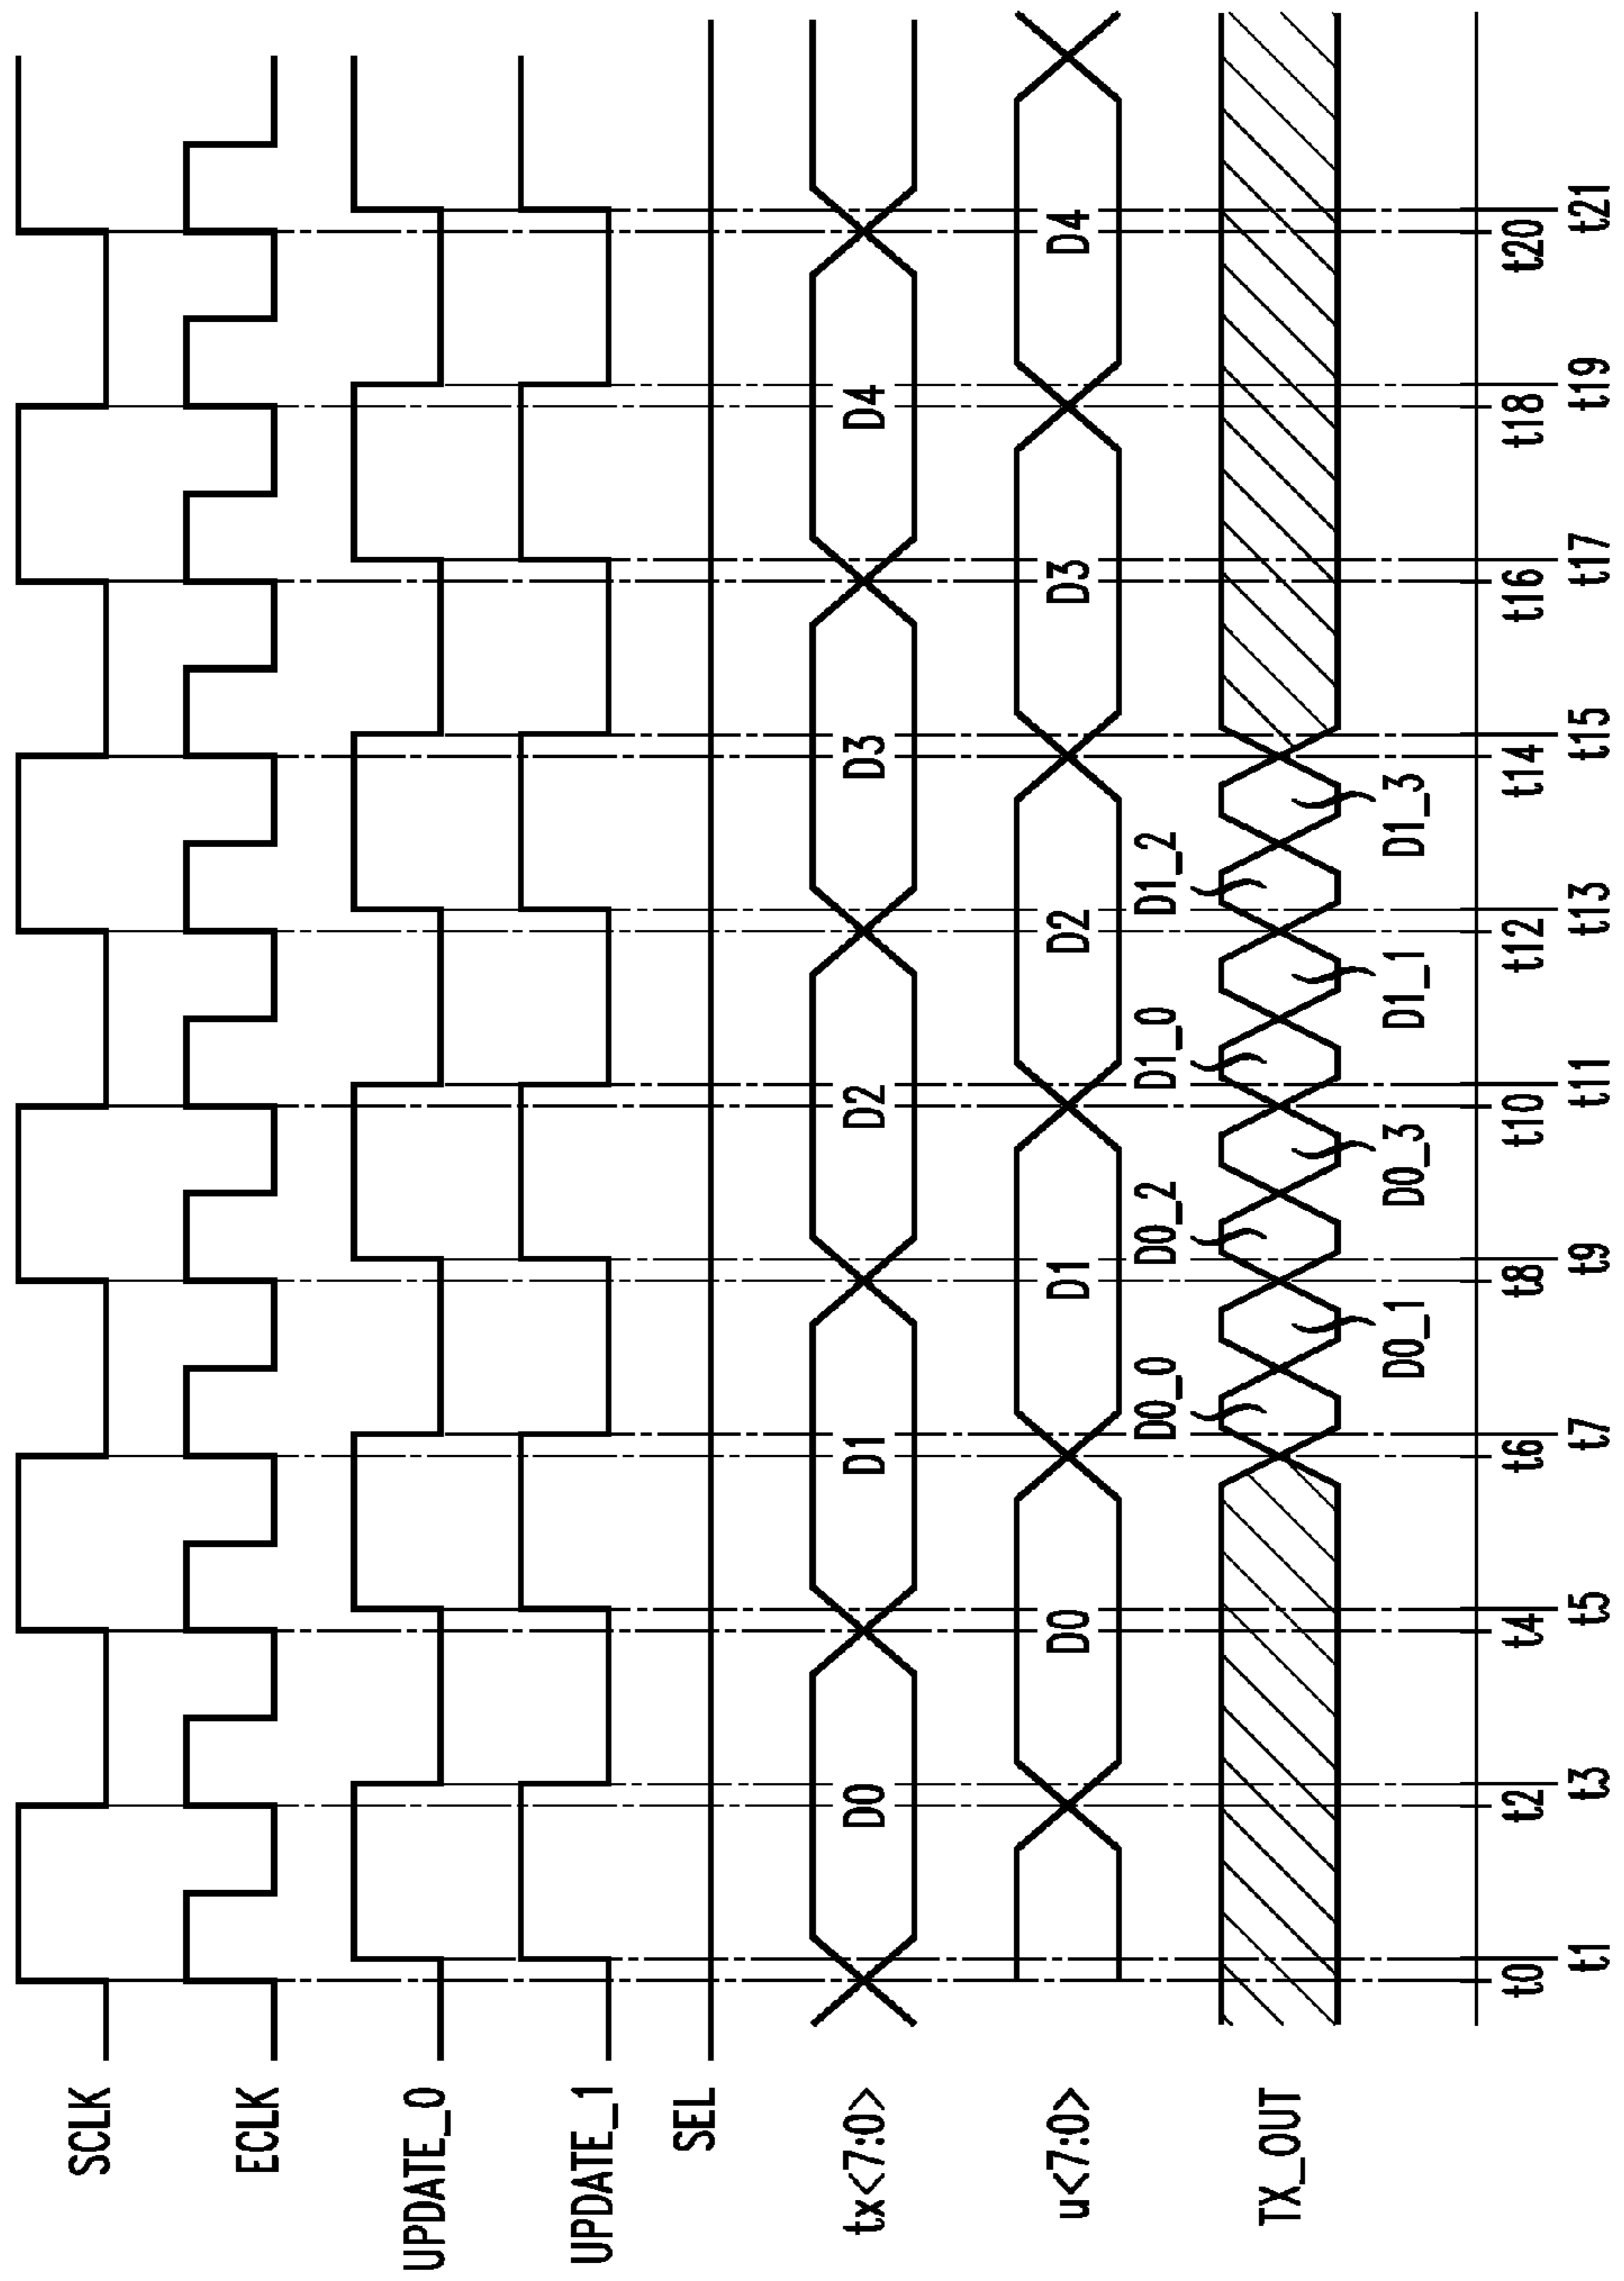 SCLK
ECLK
UPDATE_0
UPDATE_1
SEL
tx<7:0>
D0
D1
D2
D3
D4
u<7:0>
D0
D1
D2
D3
D4
TX_OUT
D0_0
D0_2
D1_0
D1_2
D0_1
D0_3
D1_1
D1_3
t0
t2
t4
t6
t8
t10
t12
t14
t16
t18
t20
t1
t3
t5
t7
t9
t11
t13
t15
t17
t19
t21